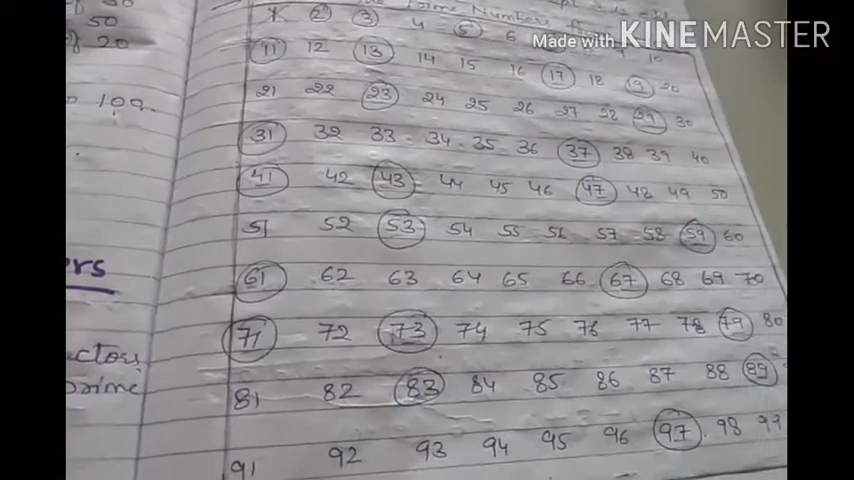 50
of 20
100
ers
ctors
prime
Prime Numbers
1 2 3 4 5 6 10
11 12 13 14 15 16 17 18 19 20
21 22 23 24 25 26 27 28 29 30
31 32 33 34 35 36 37 38 39 40
41 42 43 44 45 46 47 48 49 50
51 52 53 54 55 56 57 58 59 60
61 62 63 64 65 66 67 68 69 70
71 72 73 74 75 76 77 78 79 80
81 82 83 84 85 86 87 88 89
91 92 93 94 95 96 97 98 99
Made with KINEMASTER